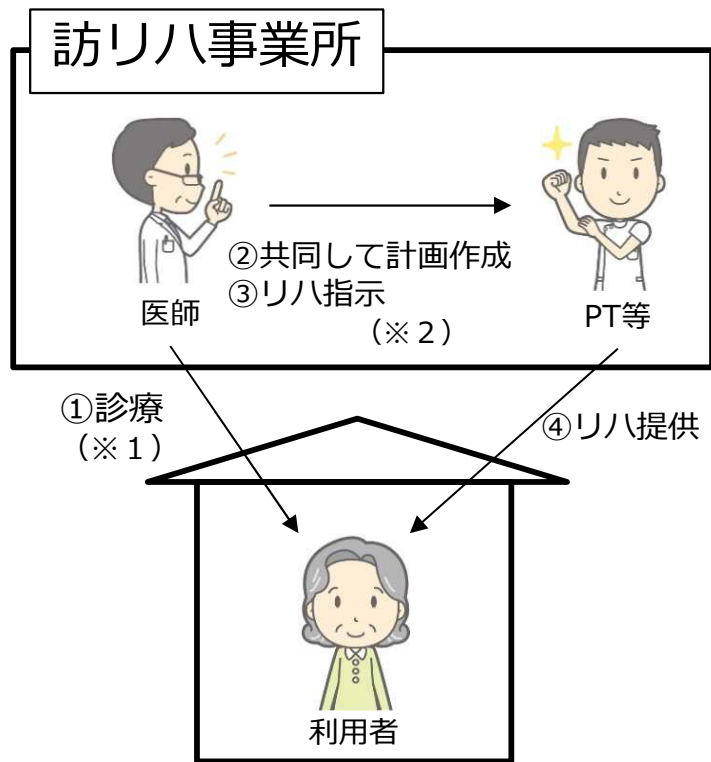 訪リハ事業所
②共同して計画作成
③リハ指示
（※２）
医師
PT等
①診療
（※１）
④リハ提供
利用者